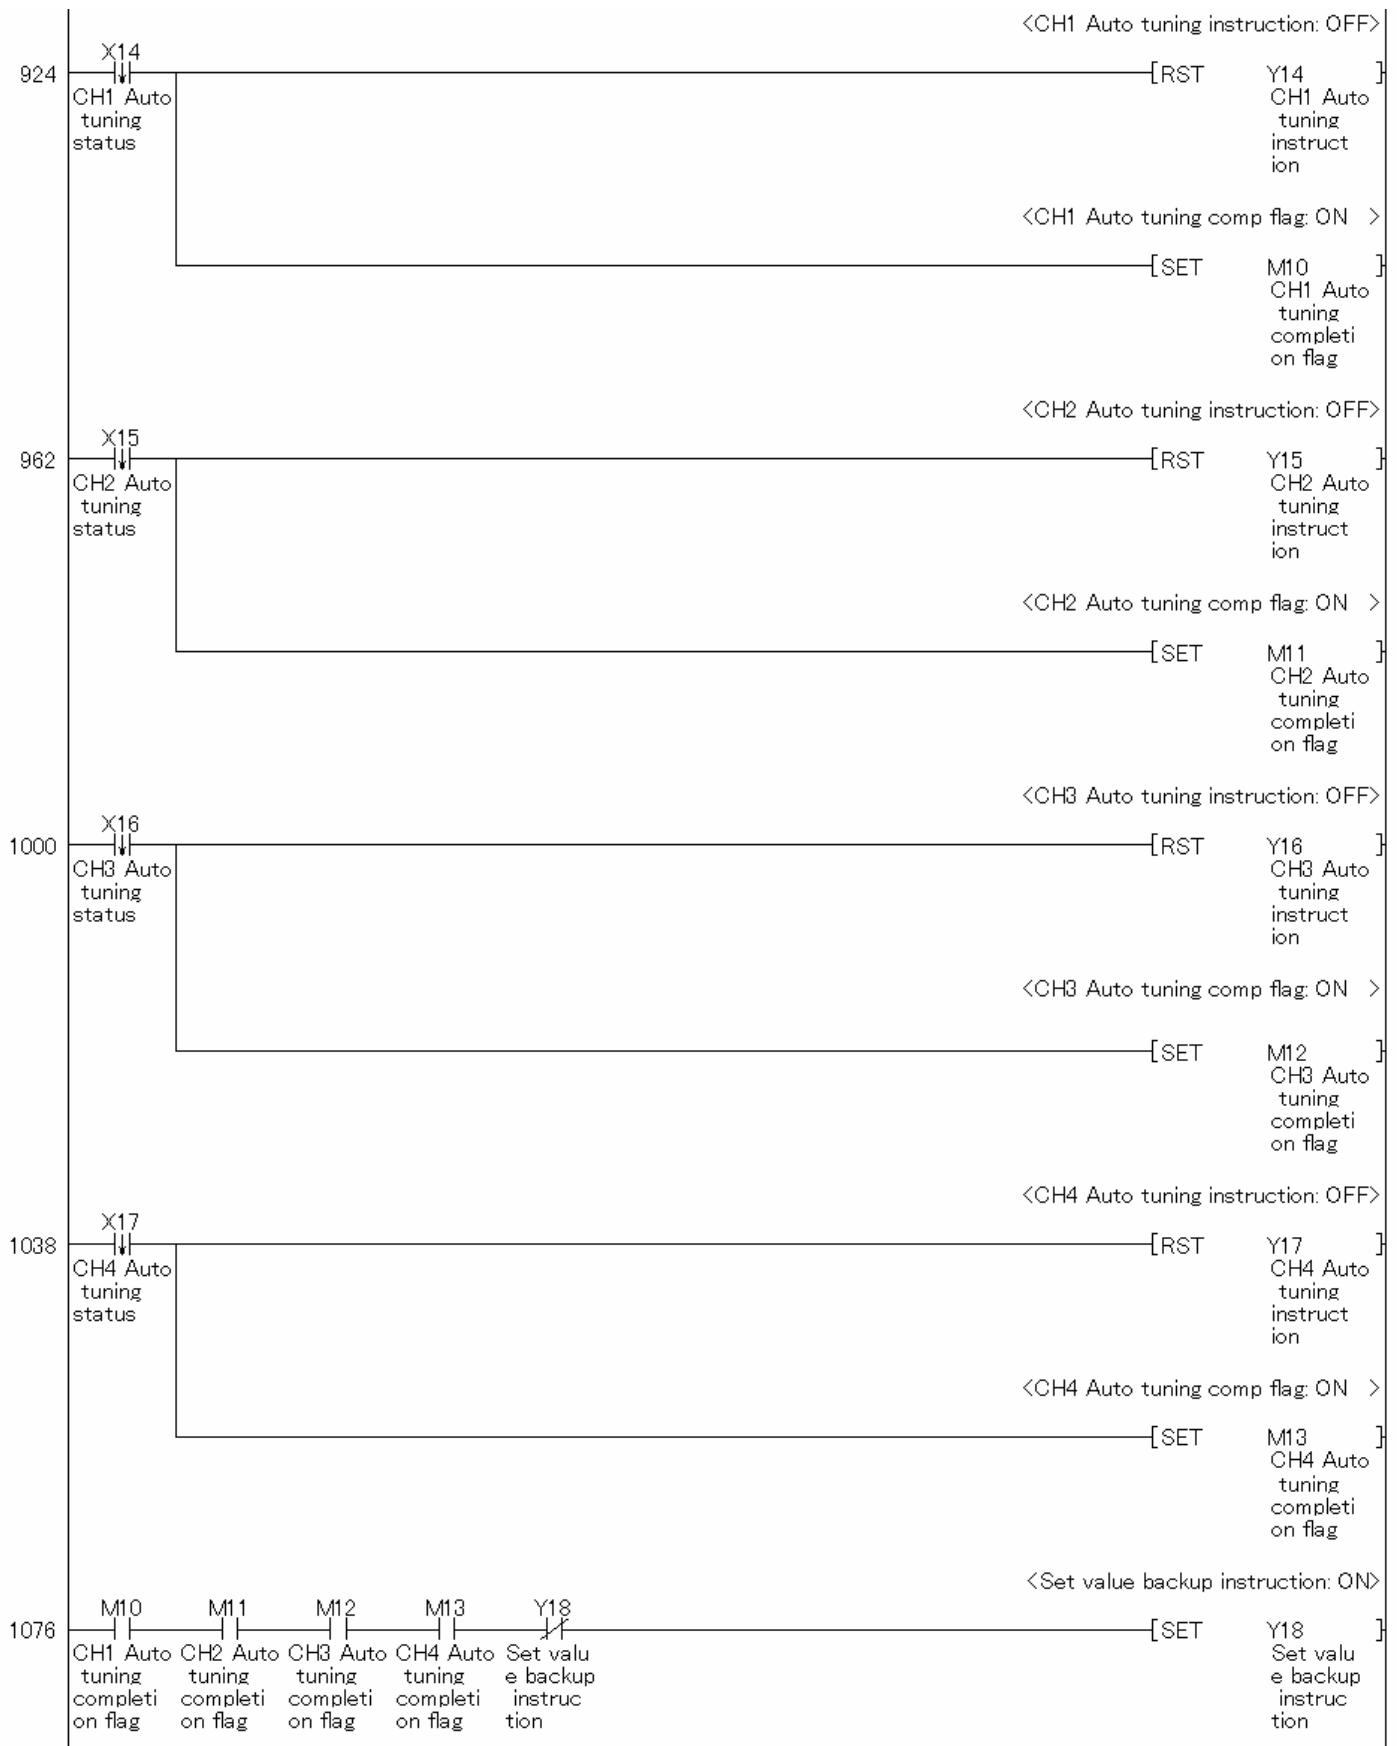 <CH1 Auto tuning instruction: OFF>
X14
924
[RST Y14 ]
CH1 Auto
tuning
status
CH1 Auto
tuning
instruct
ion
<CH1 Auto tuning comp flag: ON >
[SET M10 ]
CH1 Auto
tuning
completi
on flag
<CH2 Auto tuning instruction: OFF>
X15
962
[RST Y15 ]
CH2 Auto
tuning
status
CH2 Auto
tuning
instruct
ion
<CH2 Auto tuning comp flag: ON >
[SET M11 ]
CH2 Auto
tuning
completi
on flag
<CH3 Auto tuning instruction: OFF>
X16
1000
[RST Y16 ]
CH3 Auto
tuning
status
CH3 Auto
tuning
instruct
ion
<CH3 Auto tuning comp flag: ON >
[SET M12 ]
CH3 Auto
tuning
completi
on flag
<CH4 Auto tuning instruction: OFF>
X17
1038
[RST Y17 ]
CH4 Auto
tuning
status
CH4 Auto
tuning
instruct
ion
<CH4 Auto tuning comp flag: ON >
[SET M13 ]
CH4 Auto
tuning
completi
on flag
<Set value backup instruction: ON>
M10 M11 M12 M13 Y18
1076
[SET Y18 ]
CH1 Auto
tuning
completi
on flag
CH2 Auto
tuning
completi
on flag
CH3 Auto
tuning
completi
on flag
CH4 Auto
tuning
completi
on flag
Set valu
e backup
instruc
tion
Set valu
e backup
instruc
tion